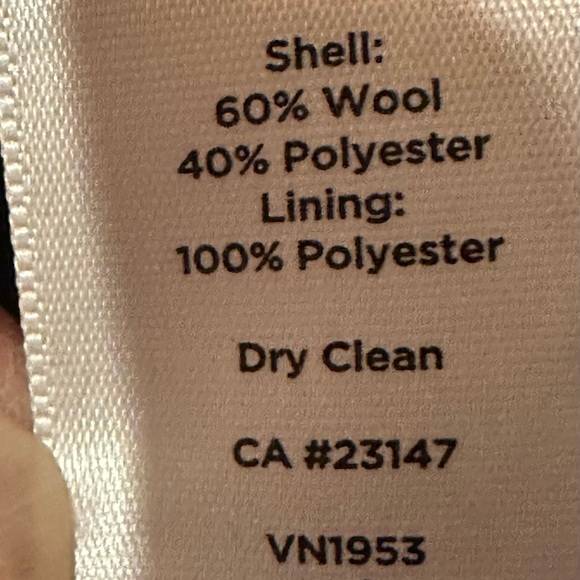 Shell:
60% Wool
40% Polyester
Lining:
100% Polyester
Dry Clean
CA #23147
VN1953